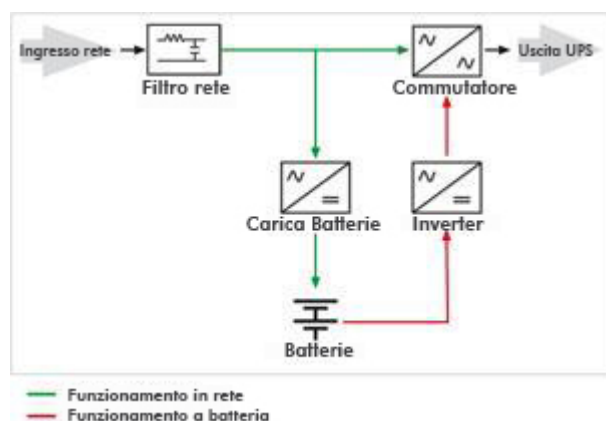 Ingresso rete
Uscita UPS
Filtro rete
Commutatore
Carica Batterie
Inverter
Batterie
Funzionamento in rete
Funzionamento a batteria